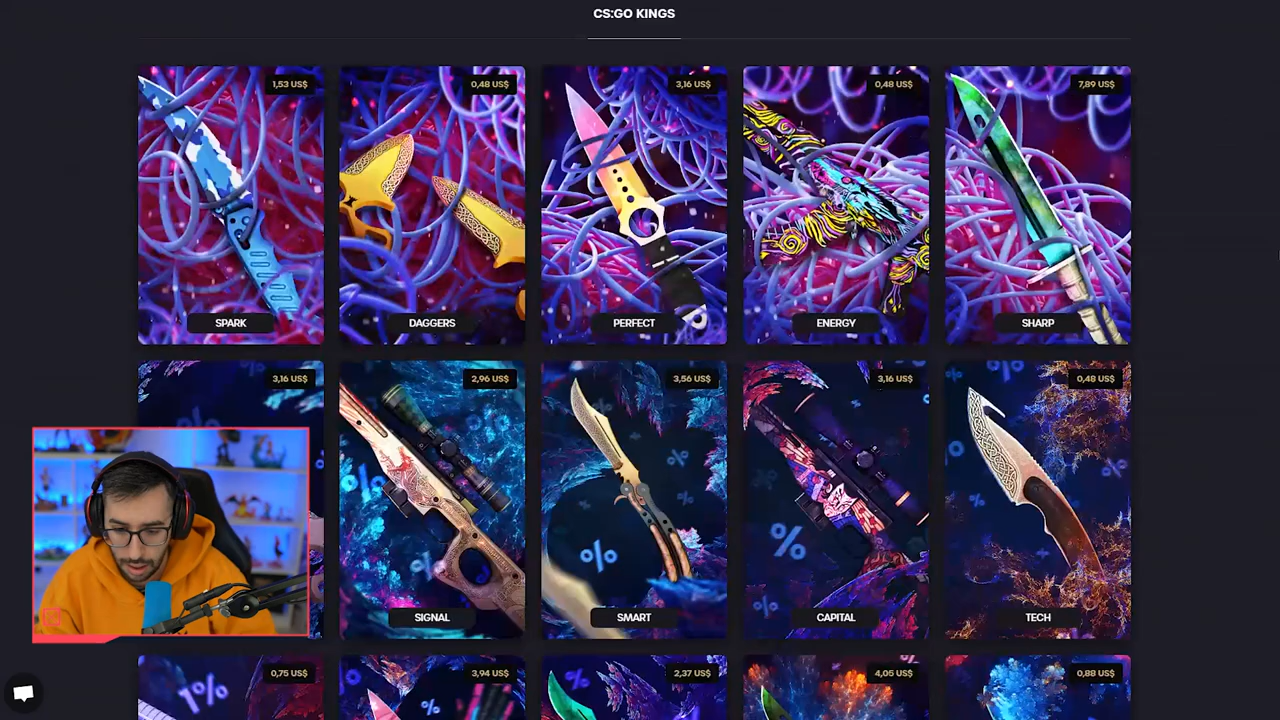 CS:GO KINGS
1,53 US$
0,48 US$
3,16 US$
0,48 US$
7,89 US$
SPARK
DAGGERS
PERFECT
ENERGY
SHARP
3,16 US$
2,96 US$
3,56 US$
3,16 US$
0,48 US$
%
%
%
%
%
%
SIGNAL
SMART
CAPITAL
TECH
0,75 US$
3,94 US$
2,37 US$
4,05 US$
0,88 US$
1%
%
%